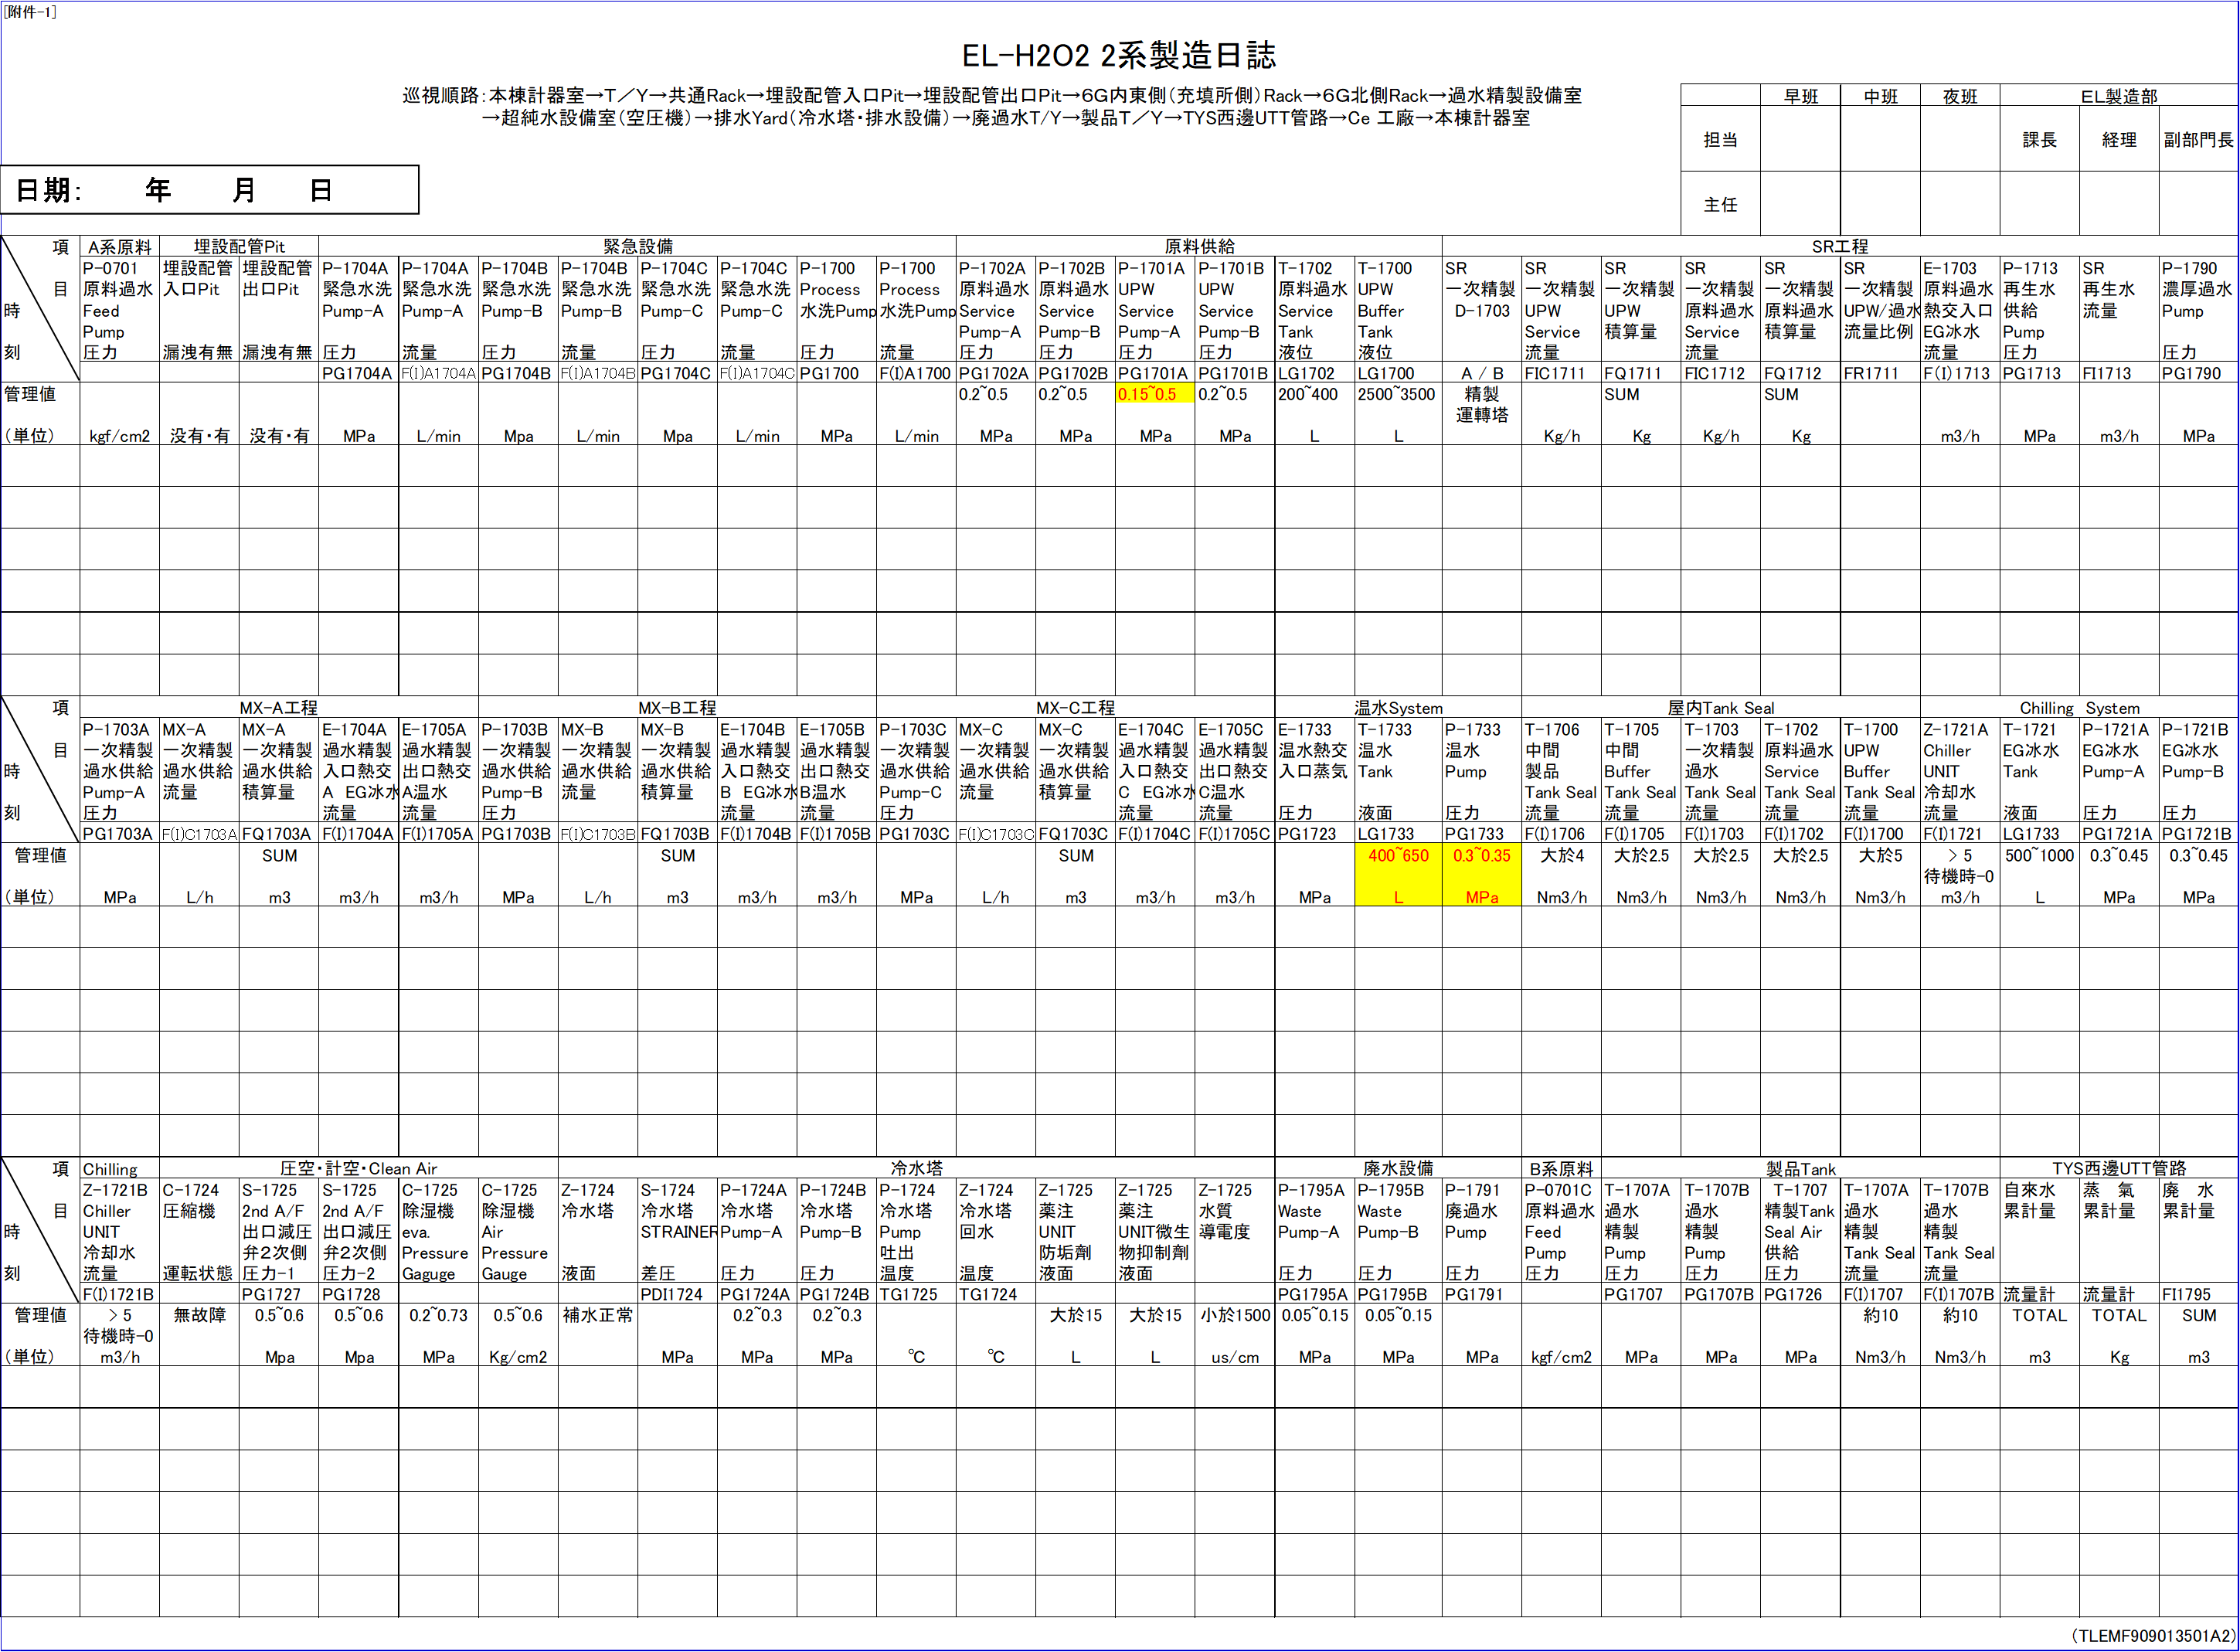 [附件-1]
EL-H2O2 2系製造日誌
巡視順路：本棟計器室→T／Y→共通Rack→埋設配管入口Pit→埋設配管出口Pit→6G内東側（充填所側）Rack→6G北側Rack→過水精製設備室
→超純水設備室（空圧機）→排水Yard（冷水塔・排水設備）→廃過水T/Y→製品T／Y→TYS西邊UTT管路→Ce 工廠→本棟計器室
早班 中班 夜班 EL製造部
担当 課長 経理 副部門長
主任
日期： 年 月 日
項 A系原料 埋設配管Pit 緊急設備 原料供給 SR工程
P-0701 埋設配管 埋設配管 P-1704A P-1704A P-1704B P-1704B P-1704C P-1704C P-1700 P-1700 P-1702A P-1702B P-1701A P-1701B T-1702 T-1700 SR SR SR SR SR SR E-1703 P-1713 SR P-1790
目 原料過水 入口Pit 出口Pit 緊急水洗 緊急水洗 緊急水洗 緊急水洗 緊急水洗 緊急水洗 Process Process 原料過水 原料過水 UPW UPW 原料過水 UPW 一次精製 一次精製 一次精製 一次精製 一次精製 一次精製 原料過水 再生水 再生水 濃厚過水
時 Feed Pump-A Pump-A Pump-B Pump-B Pump-C Pump-C 水洗Pump 水洗Pump Service Service Service Service Service Buffer D-1703 UPW UPW 原料過水 原料過水 UPW/過水 熱交入口 供給 流量 Pump
Pump Pump-A Pump-B Pump-A Pump-B Tank Tank Service 積算量 Service 積算量 流量比例 EG冰水 Pump
刻 圧力 漏洩有無 漏洩有無 圧力 流量 圧力 流量 圧力 流量 圧力 流量 圧力 圧力 圧力 圧力 液位 液位 流量 流量 流量 圧力 圧力
PG1704A F(I)A1704A PG1704B F(I)A1704B PG1704C F(I)A1704C PG1700 F(I)A1700 PG1702A PG1702B PG1701A PG1701B LG1702 LG1700 A / B FIC1711 FQ1711 FIC1712 FQ1712 FR1711 F(I)1713 PG1713 FI1713 PG1790
管理値 0.2~0.5 0.2~0.5 0.15~0.5 0.2~0.5 200~400 2500~3500 精製 SUM SUM
運轉塔
（単位） kgf/cm2 没有・有 没有・有 MPa L/min Mpa L/min Mpa L/min MPa L/min MPa MPa MPa MPa L L Kg/h Kg Kg/h Kg m3/h MPa m3/h MPa
項 MX-A工程 MX-B工程 MX-C工程 温水System 屋内Tank Seal Chilling System
P-1703A MX-A MX-A E-1704A E-1705A P-1703B MX-B MX-B E-1704B E-1705B P-1703C MX-C MX-C E-1704C E-1705C E-1733 T-1733 P-1733 T-1706 T-1705 T-1703 T-1702 T-1700 Z-1721A T-1721 P-1721A P-1721B
目 一次精製 一次精製 一次精製 過水精製 過水精製 一次精製 一次精製 一次精製 過水精製 過水精製 一次精製 一次精製 一次精製 過水精製 過水精製 温水熱交 温水 温水 中間 中間 一次精製 原料過水 UPW Chiller EG冰水 EG冰水 EG冰水
時 過水供給 過水供給 過水供給 入口熱交 出口熱交 過水供給 過水供給 過水供給 入口熱交 出口熱交 過水供給 過水供給 過水供給 入口熱交 出口熱交 入口蒸気 Tank Pump 製品 Buffer 過水 Service Buffer UNIT Tank Pump-A Pump-B
Pump-A 流量 積算量 A EG冰水 A温水 Pump-B 流量 積算量 B EG冰水 B温水 Pump-C 流量 積算量 C EG冰水 C温水 Tank Seal Tank Seal Tank Seal Tank Seal Tank Seal 冷却水
刻 圧力 流量 流量 圧力 流量 流量 圧力 流量 流量 圧力 液面 圧力 流量 流量 流量 流量 流量 流量 液面 圧力 圧力
PG1703A F(I)C1703A FQ1703A F(I)1704A F(I)1705A PG1703B F(I)C1703B FQ1703B F(I)1704B F(I)1705B PG1703C F(I)C1703C FQ1703C F(I)1704C F(I)1705C PG1723 LG1733 PG1733 F(I)1706 F(I)1705 F(I)1703 F(I)1702 F(I)1700 F(I)1721 LG1733 PG1721A PG1721B
管理値 SUM SUM SUM 400~650 0.3~0.35 大於4 大於2.5 大於2.5 大於2.5 大於5 ＞5 500~1000 0.3~0.45 0.3~0.45
待機時-0
（単位） MPa L/h m3 m3/h m3/h MPa L/h m3 m3/h m3/h MPa L/h m3 m3/h m3/h MPa L MPa Nm3/h Nm3/h Nm3/h Nm3/h Nm3/h m3/h L MPa MPa
項 Chilling 圧空・計空・Clean Air 冷水塔 廃水設備 B系原料 製品Tank TYS西邊UTT管路
Z-1721B C-1724 S-1725 S-1725 C-1725 C-1725 Z-1724 S-1724 P-1724A P-1724B P-1724 Z-1724 Z-1725 Z-1725 Z-1725 P-1795A P-1795B P-1791 P-0701C T-1707A T-1707B T-1707 T-1707A T-1707B 自來水 蒸 氣 廃 水
目 Chiller 圧縮機 2nd A/F 2nd A/F 除湿機 除湿機 冷水塔 冷水塔 冷水塔 冷水塔 冷水塔 冷水塔 薬注 薬注 水質 Waste Waste 廃過水 原料過水 過水 過水 精製Tank 過水 過水 累計量 累計量 累計量
時 UNIT 出口減圧 出口減圧 eva. Air STRAINER Pump-A Pump-B Pump 回水 UNIT UNIT微生 導電度 Pump-A Pump-B Pump Feed 精製 精製 Seal Air 精製 精製
冷却水 弁2次側 弁2次側 Pressure Pressure 吐出 防垢劑 物抑制劑 Pump Pump Pump 供給 Tank Seal Tank Seal
刻 流量 運転状態 圧力-1 圧力-2 Gaguge Gauge 液面 差圧 圧力 圧力 温度 温度 液面 液面 圧力 圧力 圧力 圧力 圧力 圧力 圧力 流量 流量
F(I)1721B PG1727 PG1728 PDI1724 PG1724A PG1724B TG1725 TG1724 PG1795A PG1795B PG1791 PG1707 PG1707B PG1726 F(I)1707 F(I)1707B 流量計 流量計 FI1795
管理値 ＞5 無故障 0.5~0.6 0.5~0.6 0.2~0.73 0.5~0.6 補水正常 0.2~0.3 0.2~0.3 大於15 大於15 小於1500 0.05~0.15 0.05~0.15 約10 約10 TOTAL TOTAL SUM
待機時-0
（単位） m3/h Mpa Mpa MPa Kg/cm2 MPa MPa MPa ℃ ℃ L L us/cm MPa MPa MPa kgf/cm2 MPa MPa MPa Nm3/h Nm3/h m3 Kg m3
（TLEMF909013501A2）